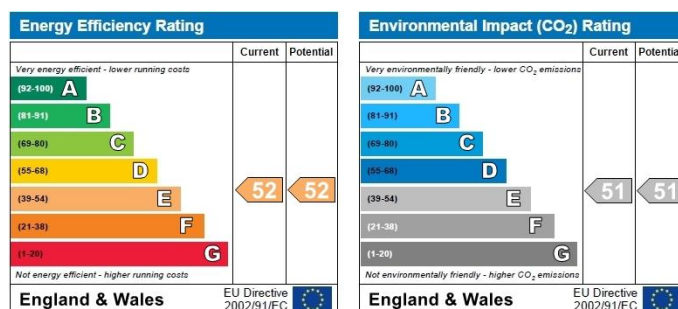 Energy Efficiency Rating
Current Potential
Very energy efficient - lower running costs
(92-100) A
(81-91) B
(69-80) C
(55-68) D
(39-54) E
(21-38) F
(1-20) G
52 52
Not energy efficient - higher running costs
England & Wales
EU Directive
2002/91/EC
Environmental Impact (CO2) Rating
Current Potential
Very environmentally friendly - lower CO2 emissions
(92-100) A
(81-91) B
(69-80) C
(55-68) D
(39-54) E
(21-38) F
(1-20) G
51 51
Not environmentally friendly - higher CO2 emissions
England & Wales
EU Directive
2002/91/EC